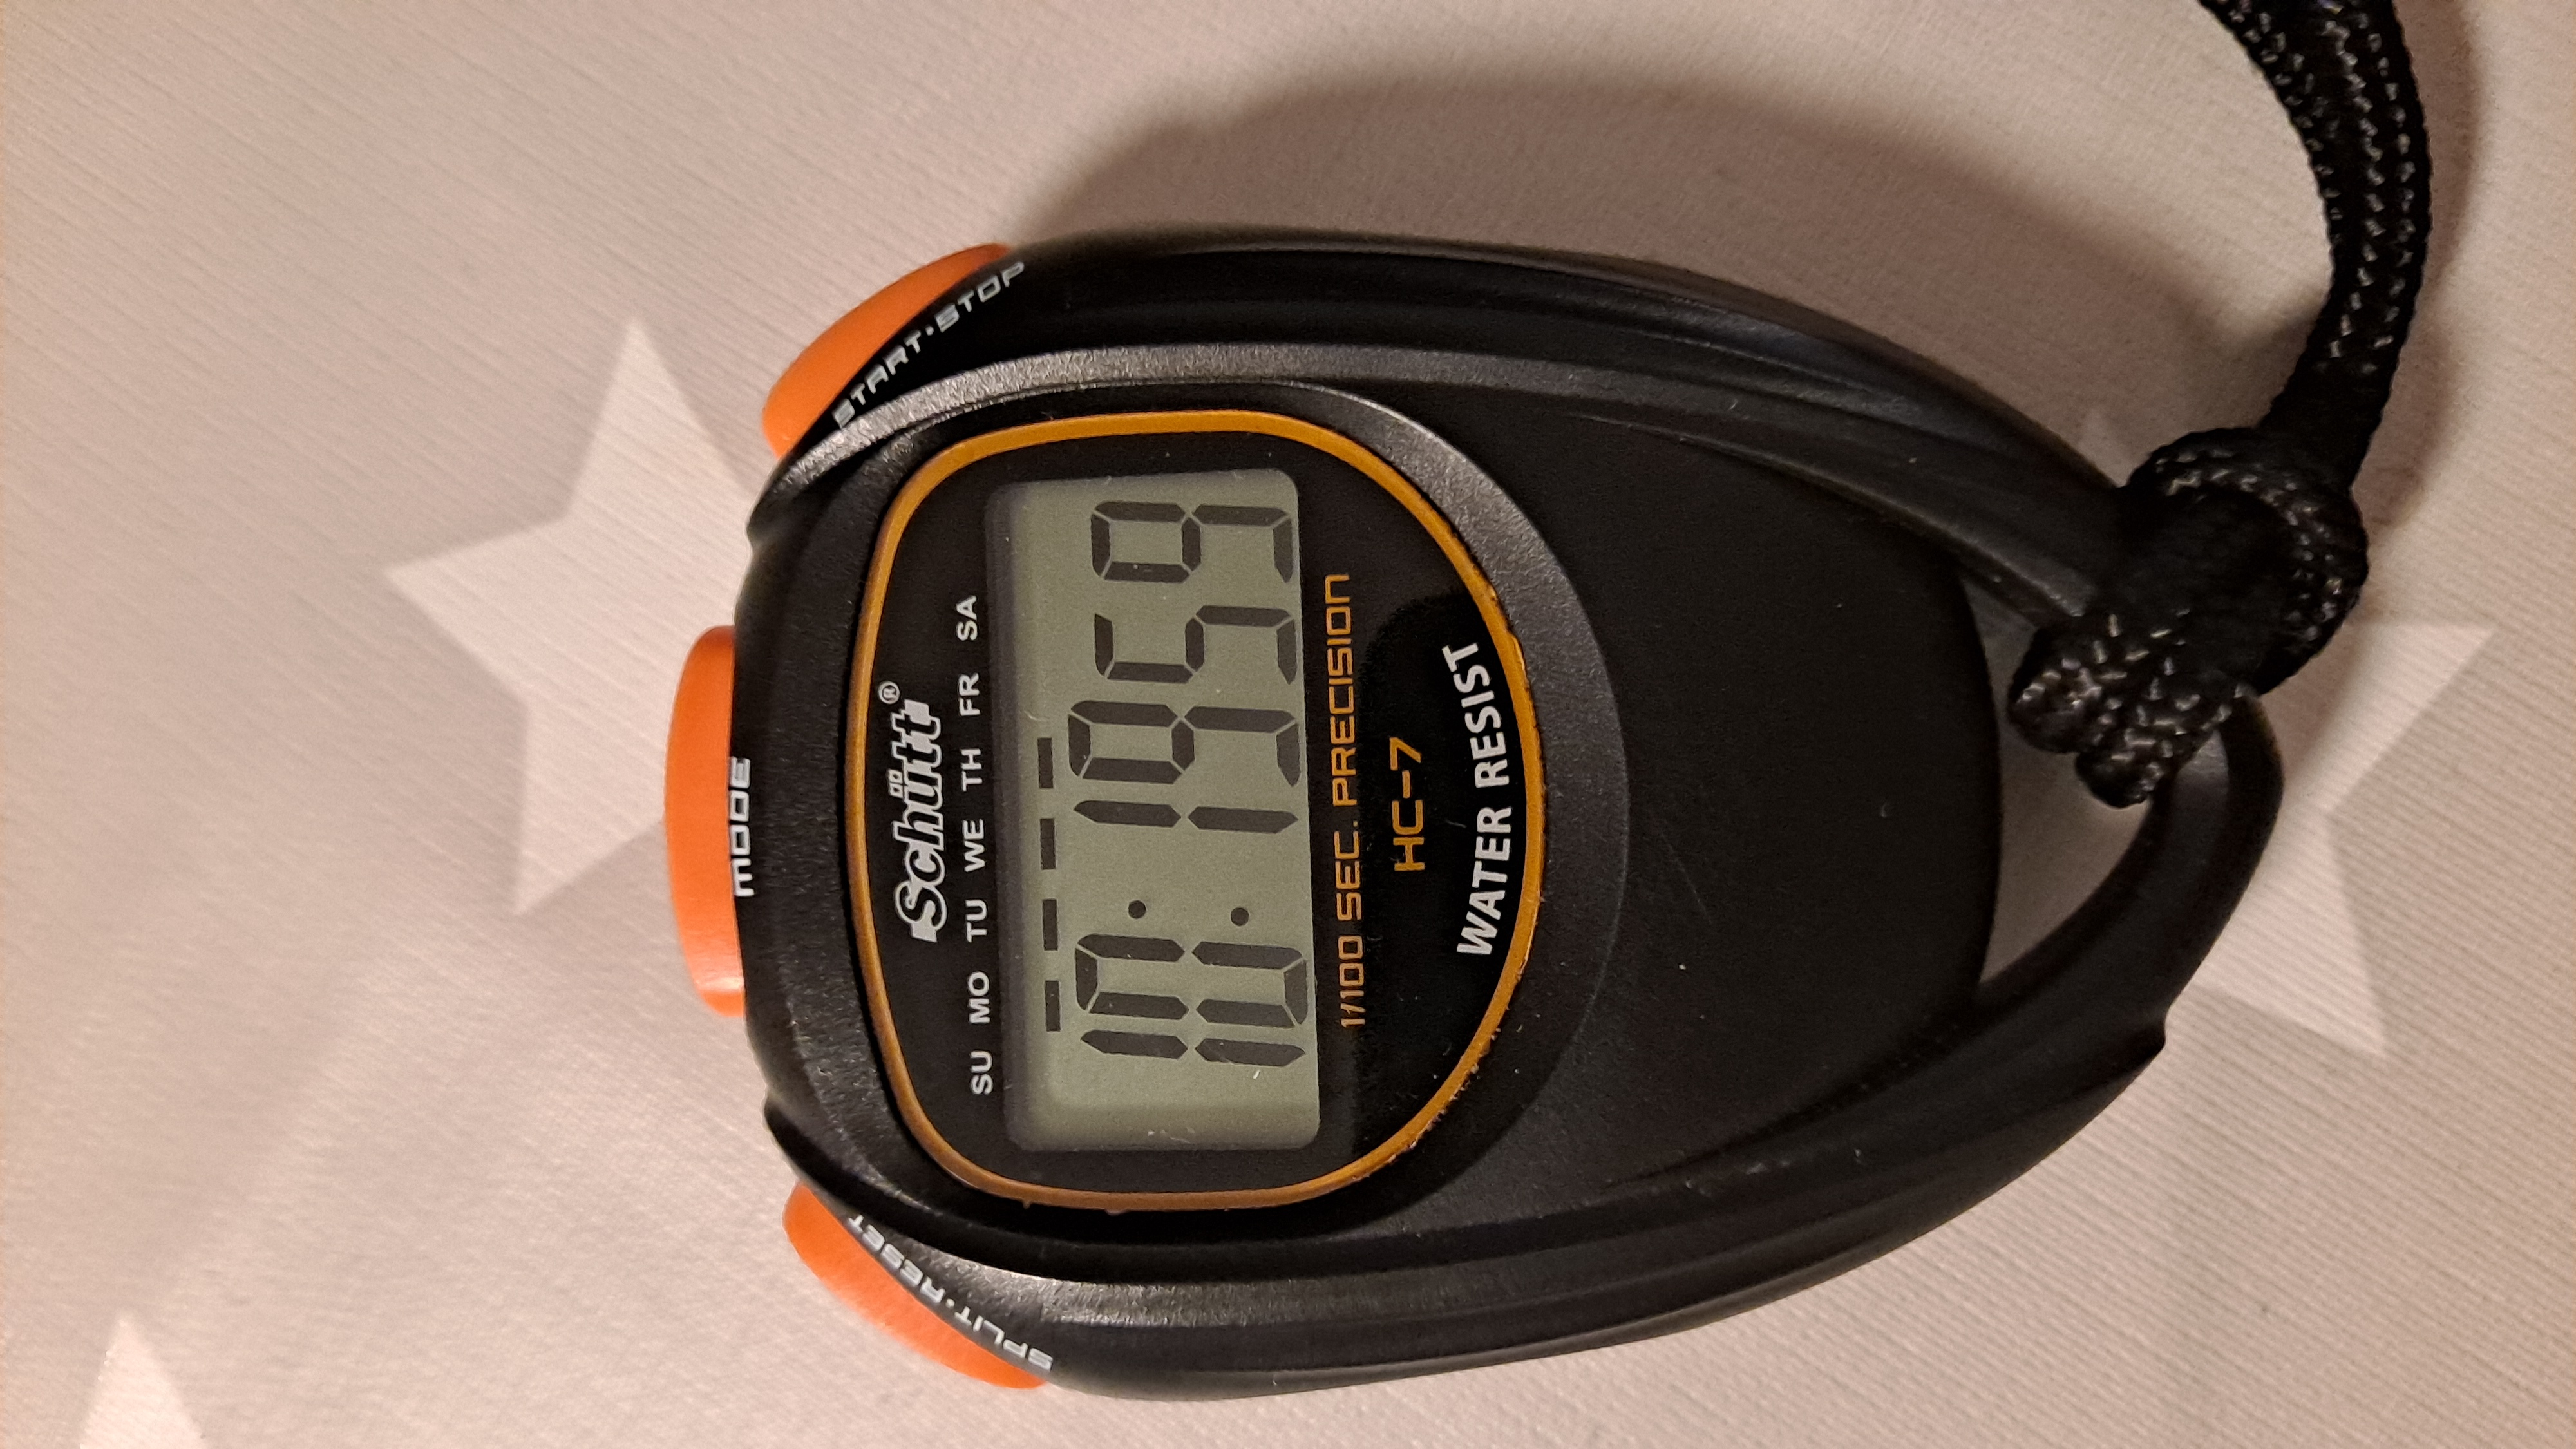 MODE
SPLIT·RESET
START·STOP
Schütt®
SU MO TU WE TH FR SA
10:19 59
1/100 SEC. PRECISION
HC-7
WATER RESIST